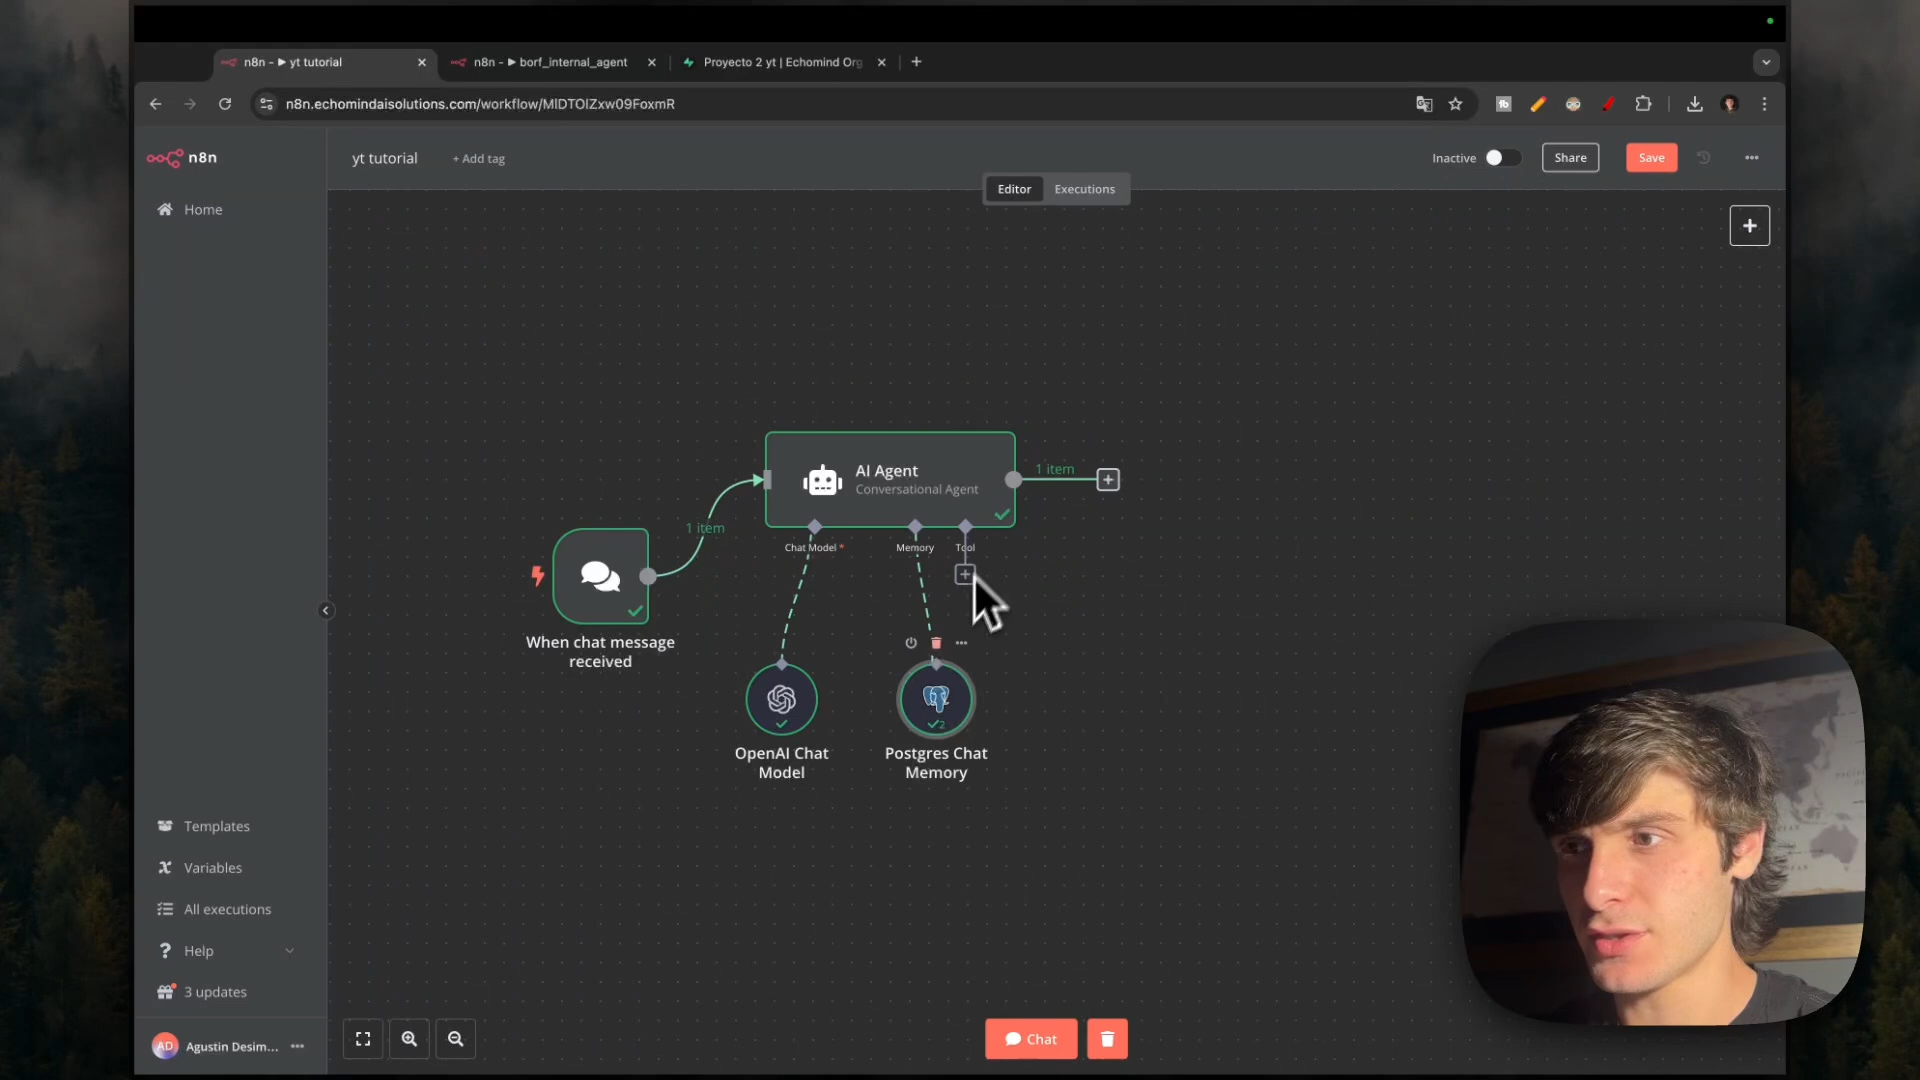 n8n - ▶ yt tutorial
n8n - ▶ borf_internal_agent
Proyecto 2 yt | Echomind Org
n8n.echomindaisolutions.com/workflow/MlDTOlZxw09FoxmR
n8n
yt tutorial
+ Add tag
Inactive
Share
Save
Editor
Executions
Home
AI Agent
Conversational Agent
1 item
1 item
Chat Model *
Memory
Tool
When chat message
received
2
OpenAI Chat
Model
Postgres Chat
Memory
Templates
Variables
All executions
Help
3 updates
AD
Agustin Desim...
Chat